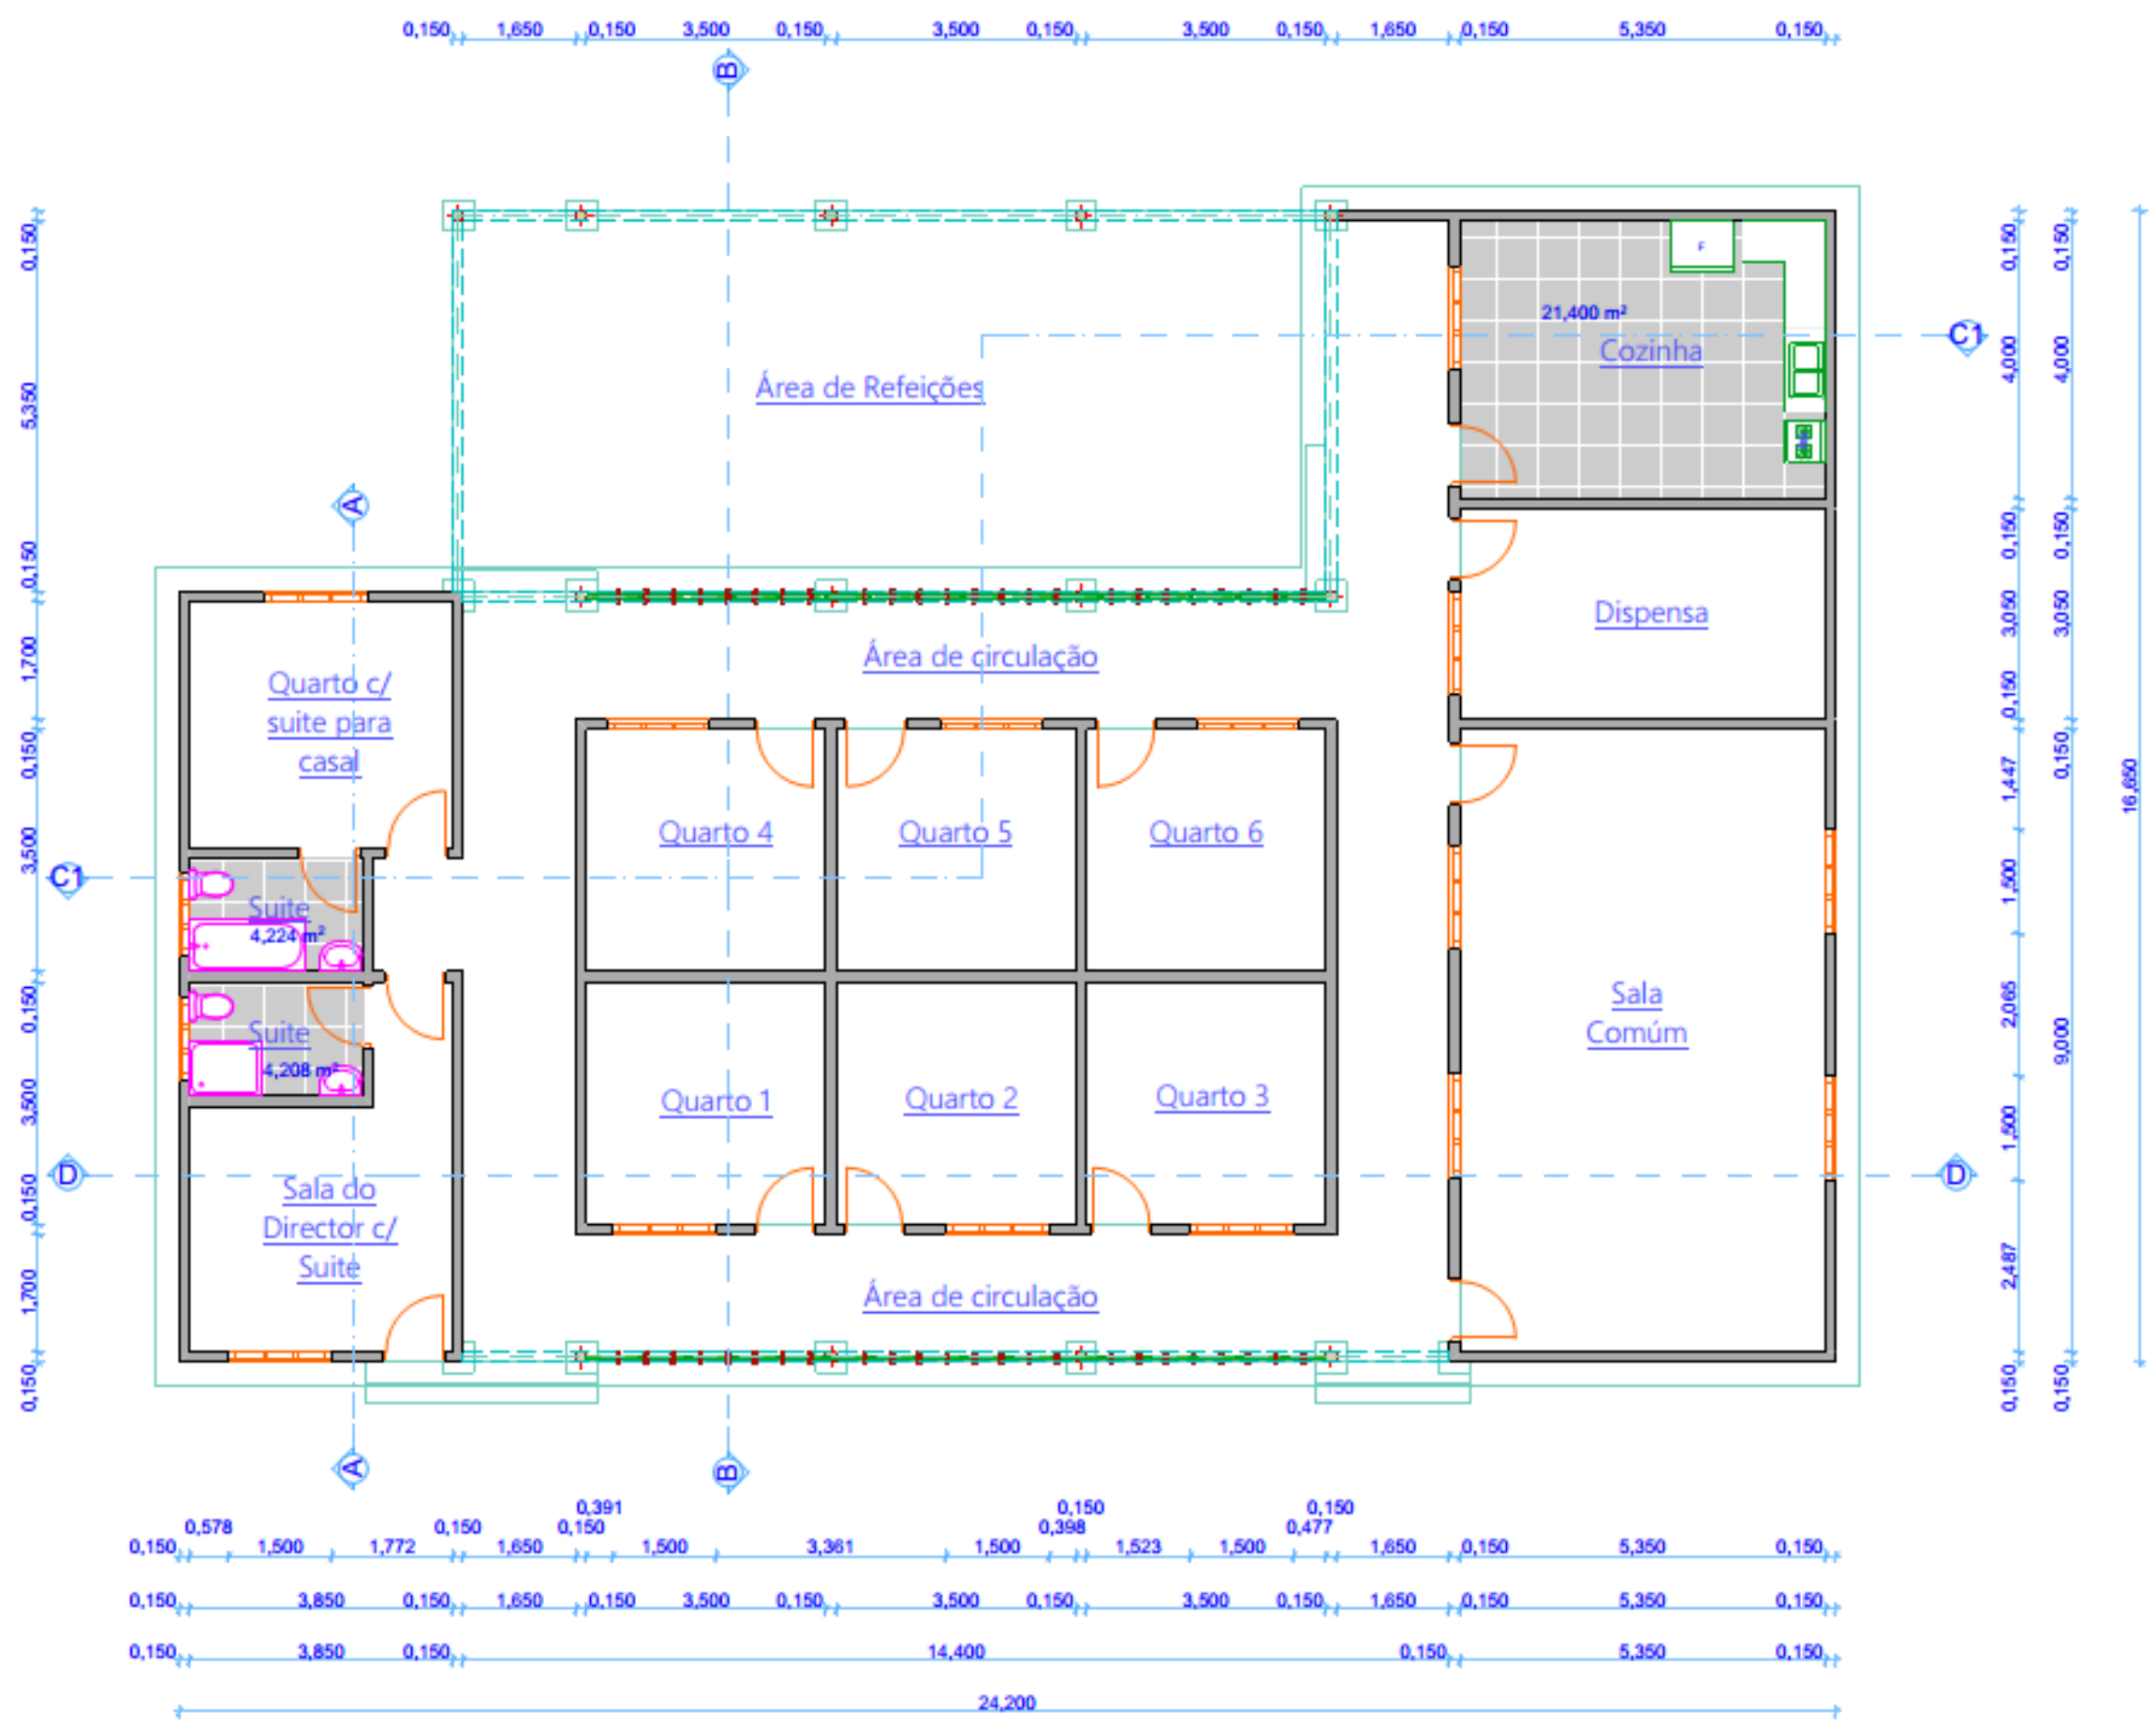 0,150 1,650 0,150 3,500 0,150 3,500 0,150 3,500 0,150 1,650 0,150 5,350 0,150
B
F
21,400 m²
Cozinha
C1
Área de Refeições
A
Dispensa
Área de circulação
Quarto c/
suite para
casal
Quarto 4
Quarto 5
Quarto 6
C1
Suite
4,224 m²
Suite
4,208 m²
Sala
Comúm
Quarto 1
Quarto 2
Quarto 3
D
D
Sala do
Director c/
Suite
Área de circulação
A
B
0,150
5,350
0,150
1,700
0,150
3,500
0,150
3,500
0,150
1,700
0,150
0,150
4,000
0,150
3,050
0,150
1,447
1,500
2,065
1,500
2,487
0,150
0,150
4,000
0,150
3,050
0,150
9,000
0,150
16,650
0,391 0,150 0,150
0,578 0,150 0,150 0,398 0,477
0,150 1,500 1,772 1,650 1,500 3,361 1,500 1,523 1,500 1,650 0,150 5,350 0,150
0,150 3,850 0,150 1,650 0,150 3,500 0,150 3,500 0,150 3,500 0,150 1,650 0,150 5,350 0,150
0,150 3,850 0,150 14,400 0,150 5,350 0,150
24,200